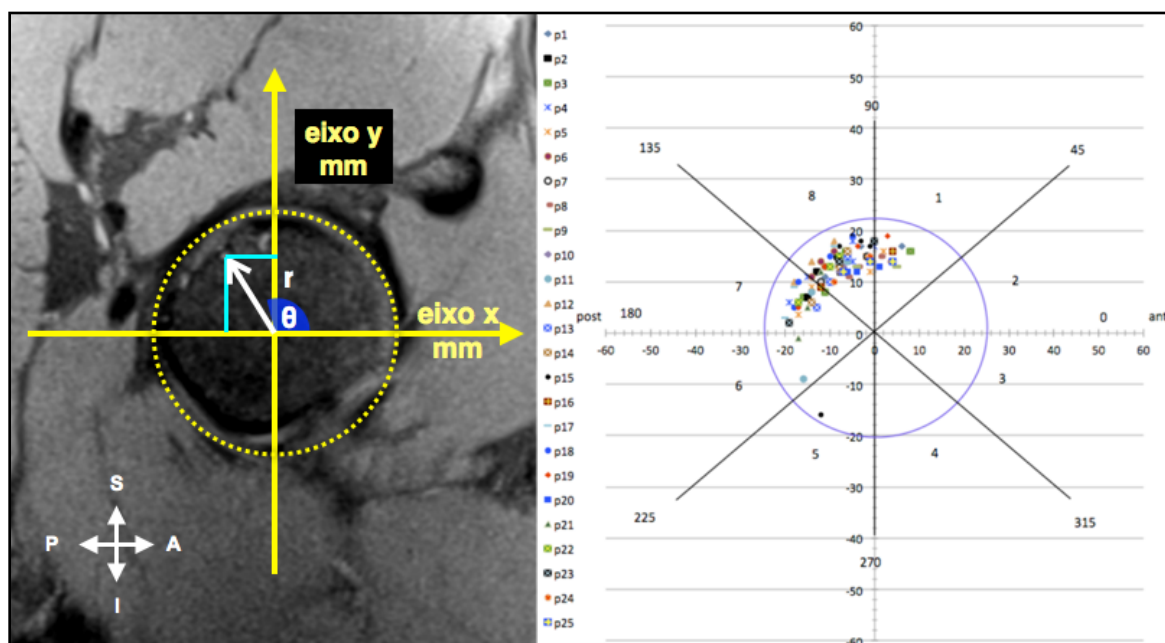 eixo y
mm
r
θ
eixo x
mm
S
P A
I
p1
p2
p3
p4
p5
p6
p7
p8
p9
p10
p11
p12
p13
p14
p15
p16
p17
p18
p19
p20
p21
p22
p23
p24
p25
60
50
90
40
135
45
30
8
1
20
7
2
10
post
180
0
ant
0
-60 -50 -40 -30 -20 -10 0 10 20 30 40 50 60
6
3
-10
-20
5
4
-30
225
315
-40
270
-50
-60